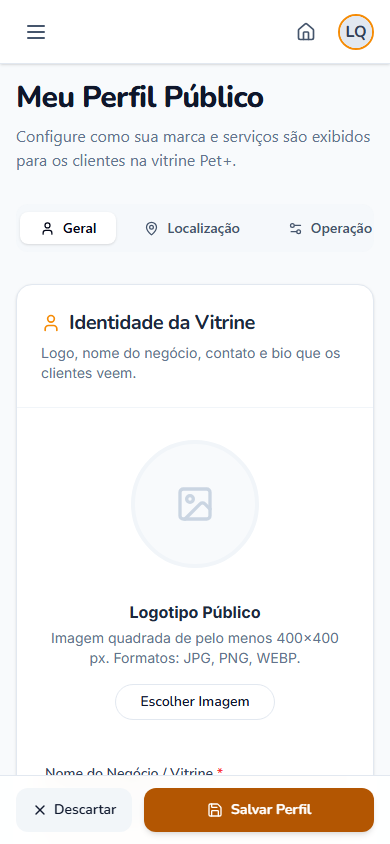 LQ
Meu Perfil Público
Configure como sua marca e serviços são exibidos
para os clientes na vitrine Pet+.
Geral
Localização
Operação
Identidade da Vitrine
Logo, nome do negócio, contato e bio que os
clientes veem.
Logotipo Público
Imagem quadrada de pelo menos 400×400
px. Formatos: JPG, PNG, WEBP.
Escolher Imagem
Nome do Negócio / Vitrine *
Descartar
Salvar Perfil